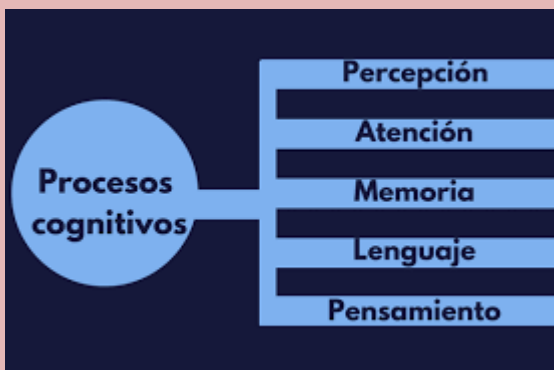 Procesos
cognitivos
Percepción
Atención
Memoria
Lenguaje
Pensamiento